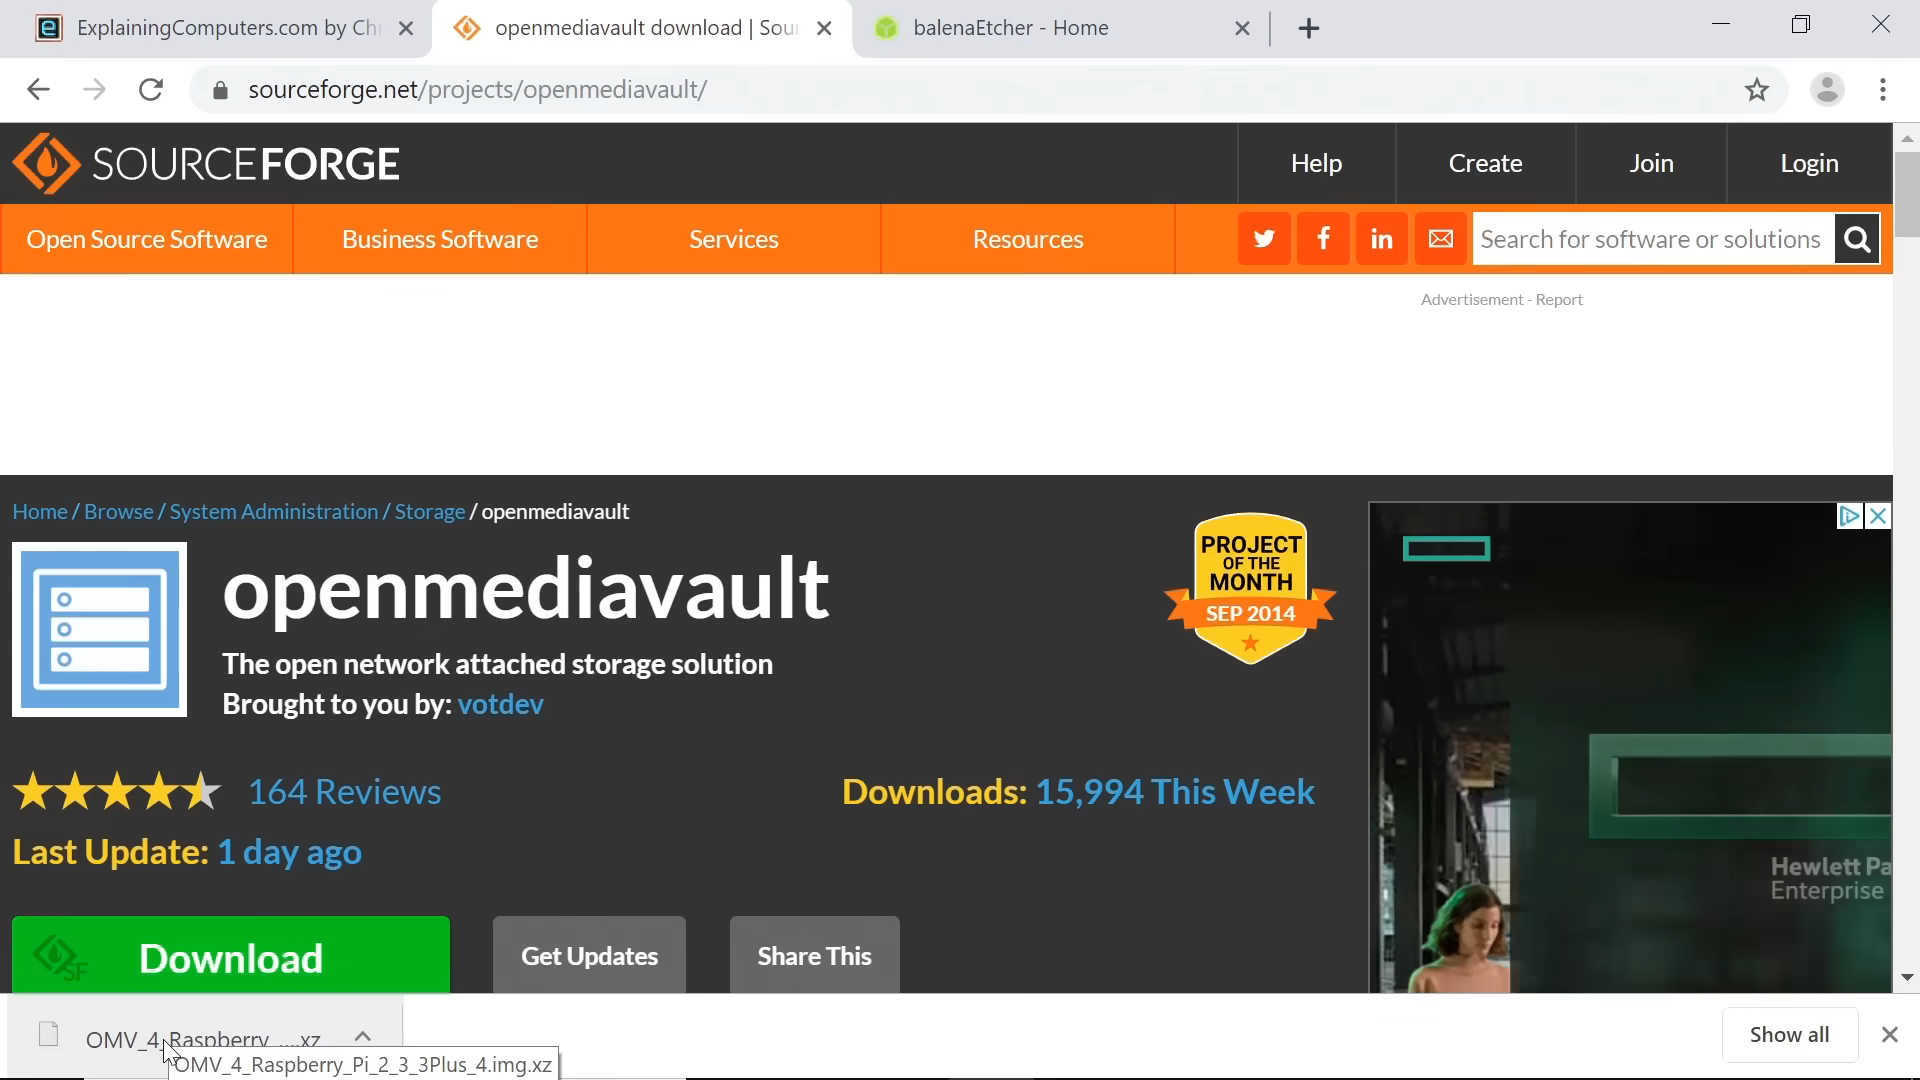 ExplainingComputers.com by Ch
openmediavault download | Sour
balenaEtcher - Home
sourceforge.net/projects/openmediavault/
SOURCEFORGE
Help
Create
Join
Login
Open Source Software
Business Software
Services
Resources
Search for software or solutions
Advertisement - Report
Home / Browse / System Administration / Storage / openmediavault
PROJECT
OF THE
MONTH
SEP 2014
openmediavault
The open network attached storage solution
Brought to you by: votdev
164 Reviews
Downloads: 15,994 This Week
Last Update: 1 day ago
Hewlett Pa
Enterprise
SF
Download
Get Updates
Share This
OMV_4_Raspberry_....xz
OMV_4_Raspberry_Pi_2_3_3Plus_4.img.xz
Show all